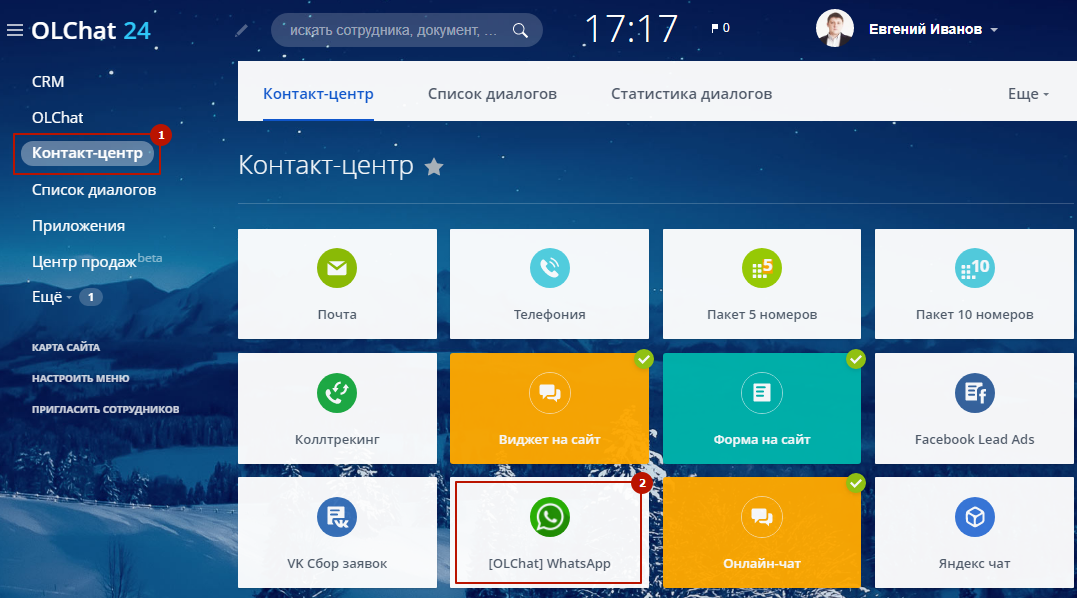 OLChat 24
искать сотрудника, документ, ...
17:17
0
Евгений Иванов
CRM
OLChat
Контакт-центр
1
Список диалогов
Приложения
Центр продаж beta
Ещё 1
КАРТА САЙТА
НАСТРОИТЬ МЕНЮ
ПРИГЛАСИТЬ СОТРУДНИКОВ
Контакт-центр
Список диалогов
Статистика диалогов
Еще
Контакт-центр
Почта
Телефония
5
Пакет 5 номеров
10
Пакет 10 номеров
Коллтрекинг
Виджет на сайт
Форма на сайт
Facebook Lead Ads
VK Сбор заявок
2
[OLChat] WhatsApp
Онлайн-чат
Яндекс чат